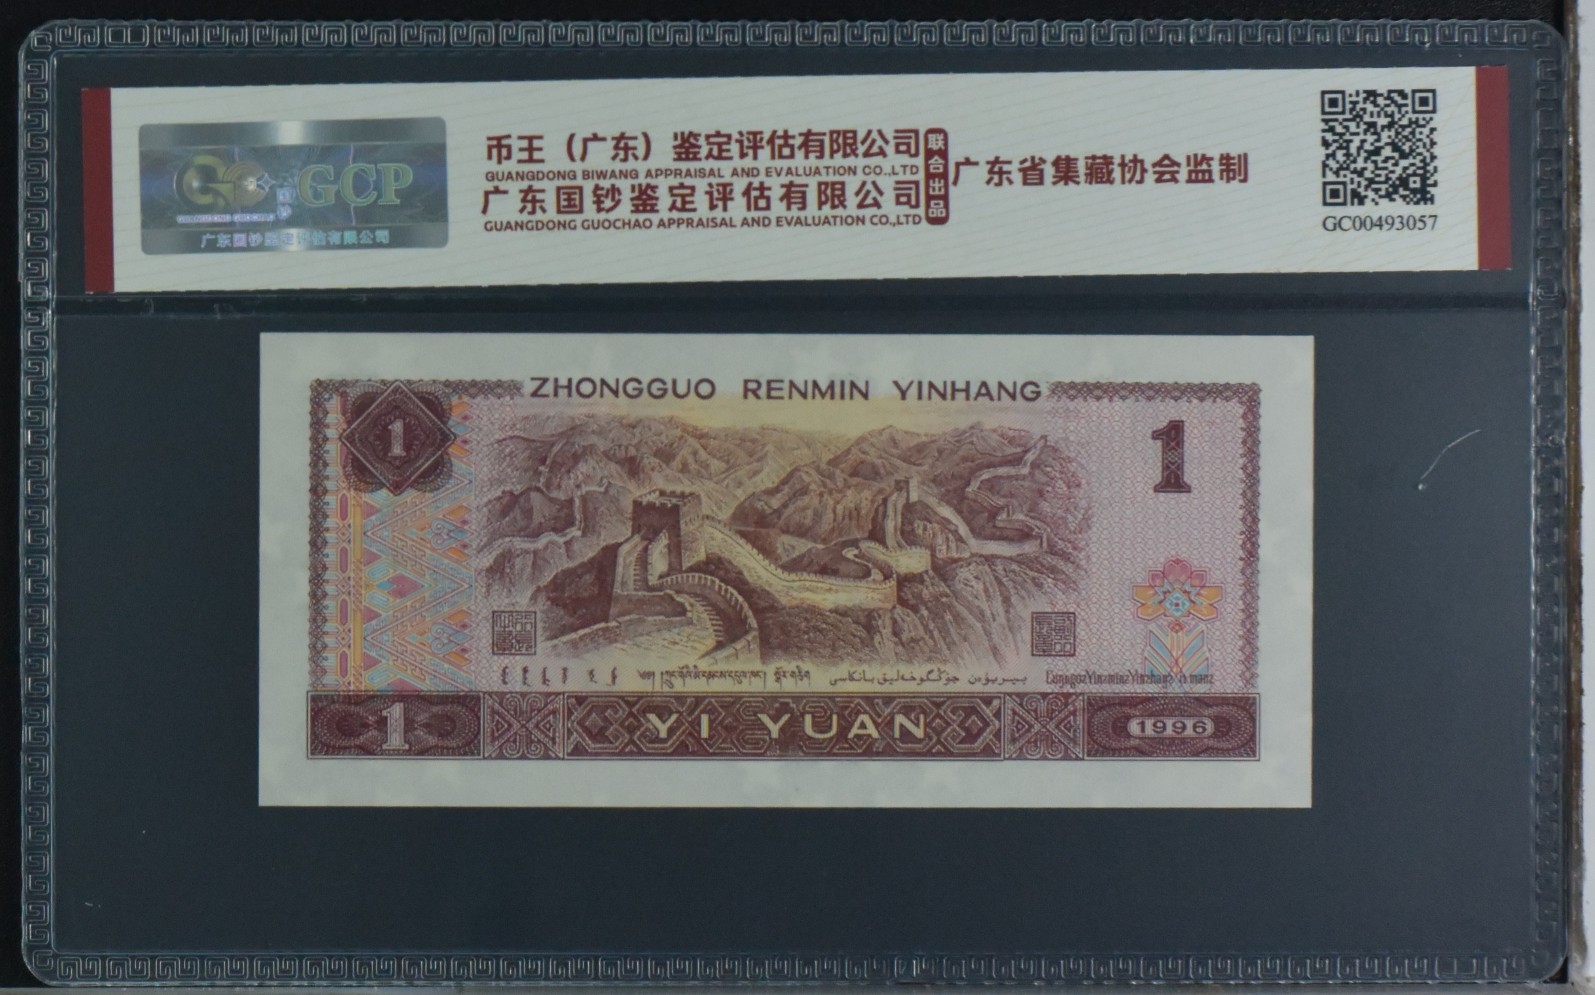 GCP
国钞
广东国钞鉴定评估有限公司
币王（广东）鉴定评估有限公司
GUANGDONG BIWANG APPRAISAL AND EVALUATION CO.,LTD
广东国钞鉴定评估有限公司
GUANGDONG GUOCHAO APPRAISAL AND EVALUATION CO.,LTD
联合出品
广东省集藏协会监制
GC00493057
ZHONGGUO RENMIN YINHANG
1
1
1 YI YUAN 1996